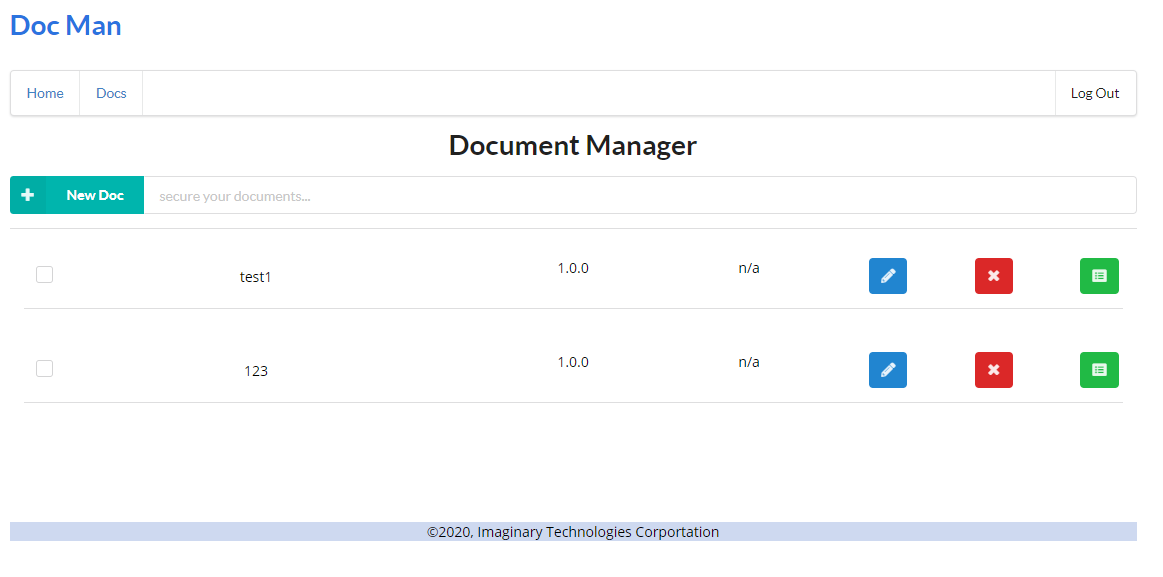 Doc Man
Home Docs Log Out
Document Manager
New Doc secure your documents...
test1 1.0.0 n/a
123 1.0.0 n/a
©2020, Imaginary Technologies Corportation